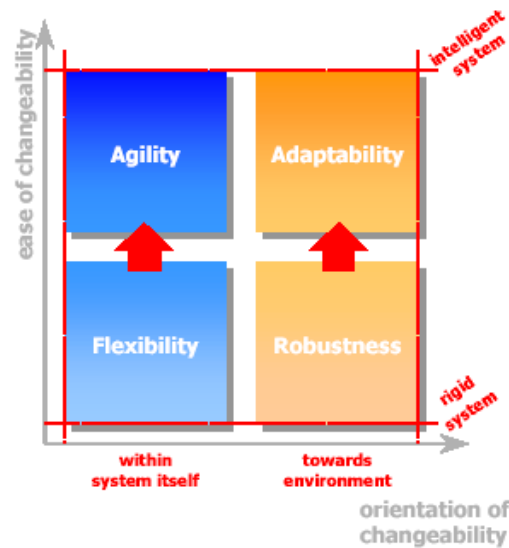 ease of changeability
intelligent
system
Agility
Adaptability
Flexibility
Robustness
rigid
system
within
system itself
towards
environment
orientation of
changeability